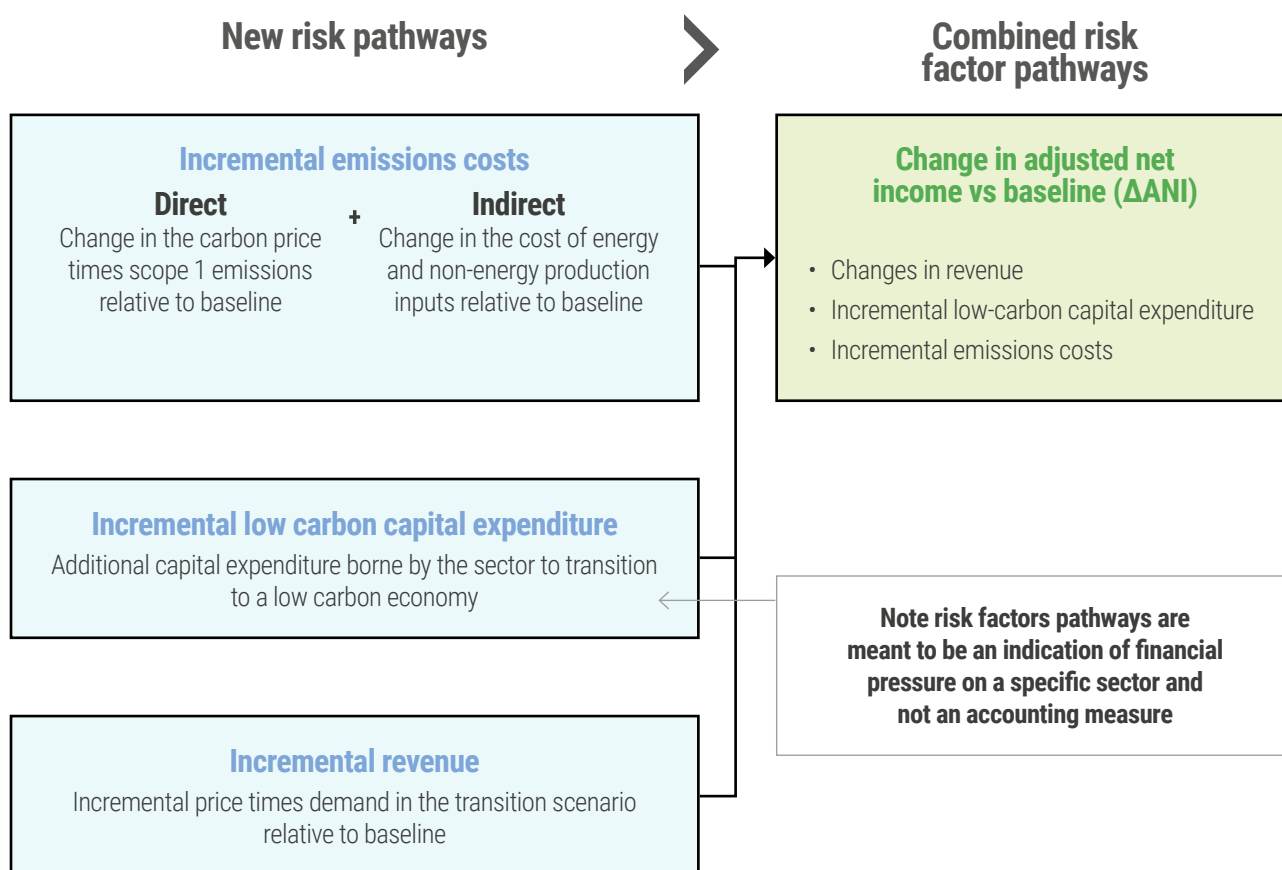 New risk pathways
Combined risk
factor pathways
Incremental emissions costs
Direct
Change in the carbon price
times scope 1 emissions
relative to baseline
+
Indirect
Change in the cost of energy
and non-energy production
inputs relative to baseline
Change in adjusted net
income vs baseline (ΔANI)
• Changes in revenue
• Incremental low-carbon capital expenditure
• Incremental emissions costs
Incremental low carbon capital expenditure
Additional capital expenditure borne by the sector to transition
to a low carbon economy
Note risk factors pathways are
meant to be an indication of financial
pressure on a specific sector and
not an accounting measure
Incremental revenue
Incremental price times demand in the transition scenario
relative to baseline